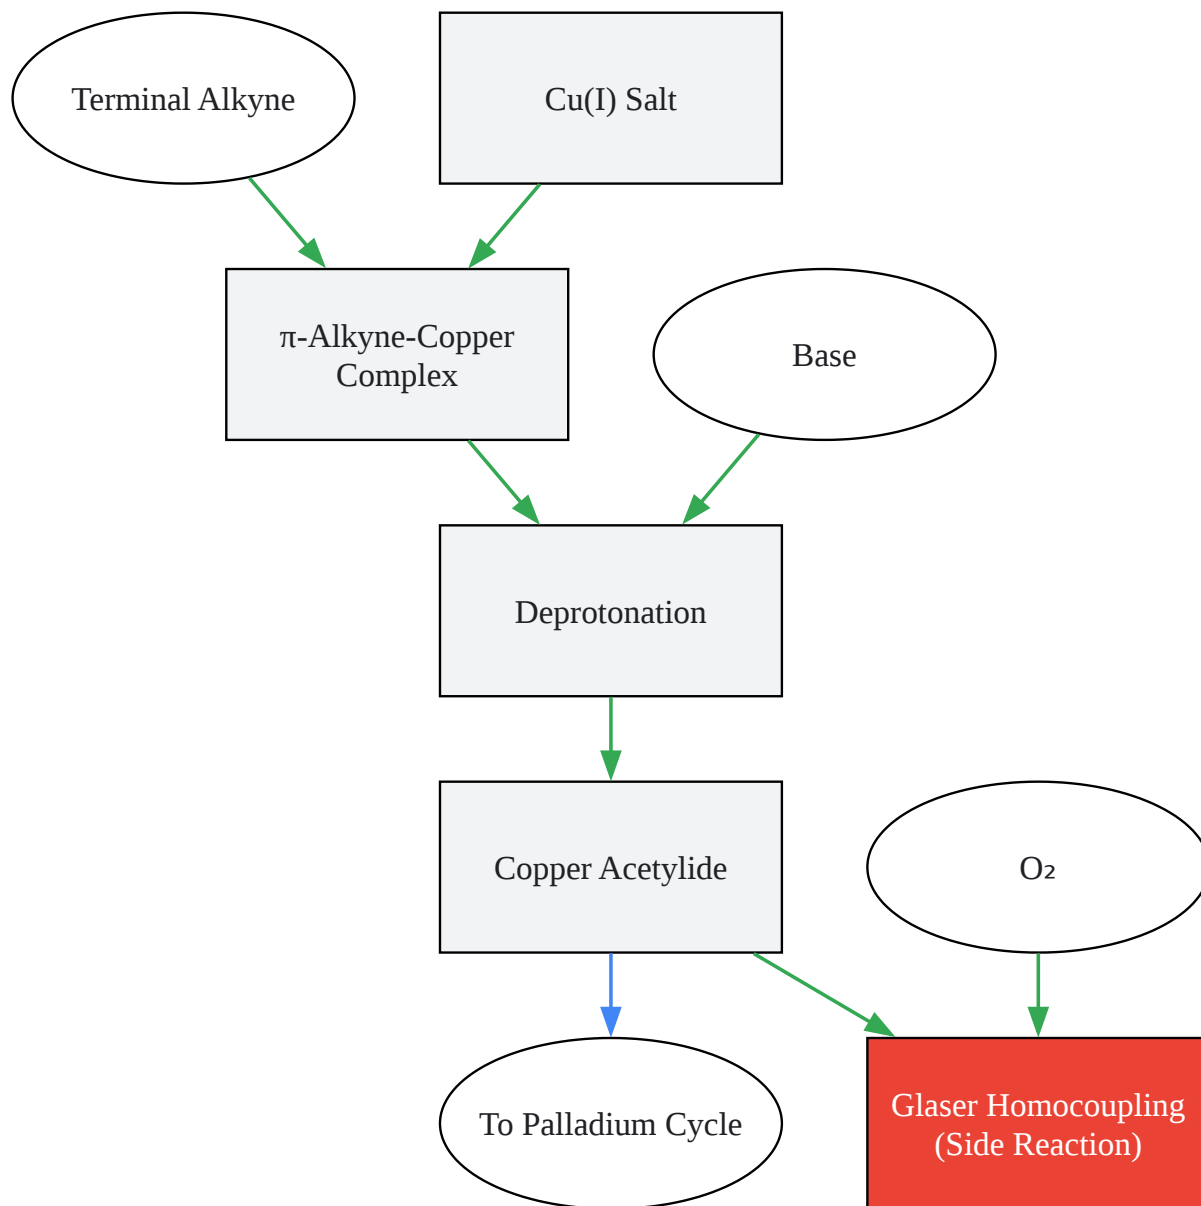 Terminal Alkyne
Cu(I) Salt
π-Alkyne-Copper
Complex
Base
Deprotonation
Copper Acetylide
O₂
To Palladium Cycle
Glaser Homocoupling
(Side Reaction)